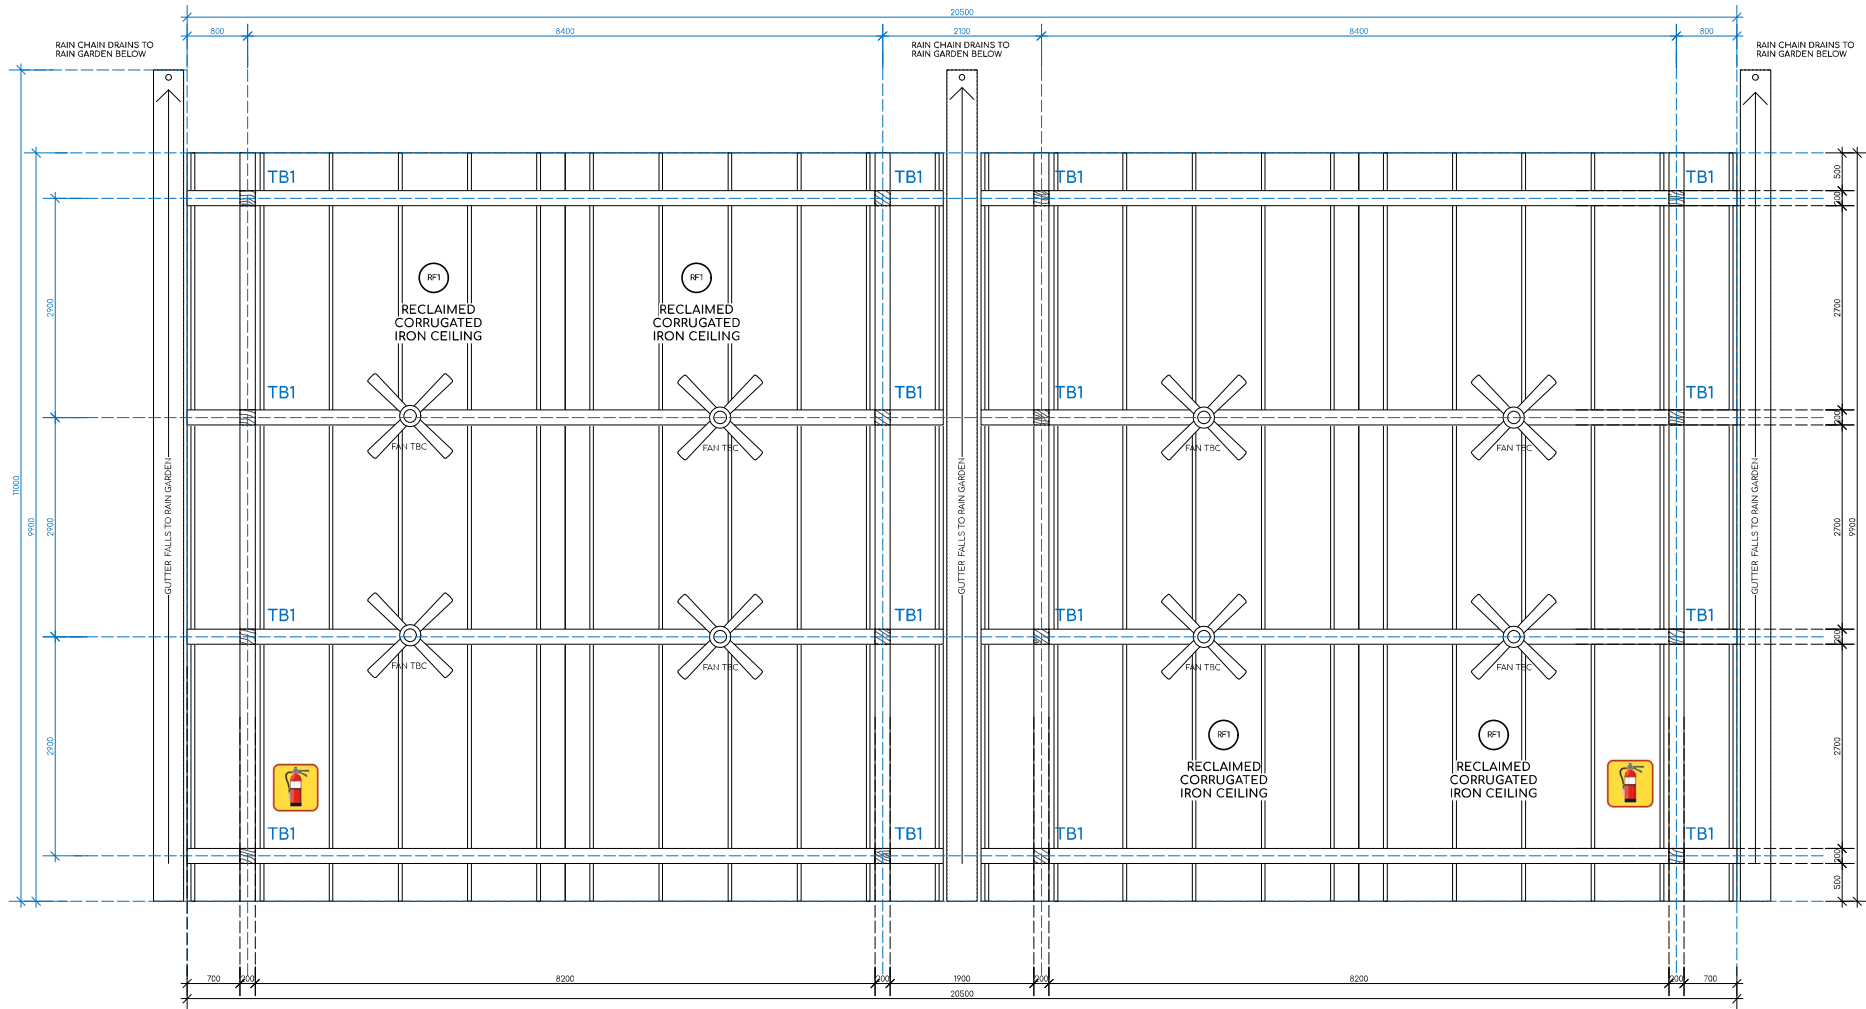 20500
800
8400
2100
8400
800
RAIN CHAIN DRAINS TO
RAIN GARDEN BELOW
RAIN CHAIN DRAINS TO
RAIN GARDEN BELOW
RAIN CHAIN DRAINS TO
RAIN GARDEN BELOW
TB1
TB1
TB1
TB1
500
200
RF1
RF1
RECLAIMED
CORRUGATED
IRON CEILING
RECLAIMED
CORRUGATED
IRON CEILING
2900
2700
TB1
TB1
TB1
TB1
200
FAN TBC
FAN TBC
FAN TBC
FAN TBC
11000
9900
2900
GUTTER FALLS TO RAIN GARDEN
GUTTER FALLS TO RAIN GARDEN
GUTTER FALLS TO RAIN GARDEN
2700
9900
TB1
TB1
TB1
TB1
200
FAN TBC
FAN TBC
FAN TBC
FAN TBC
2900
RF1
RF1
RECLAIMED
CORRUGATED
IRON CEILING
RECLAIMED
CORRUGATED
IRON CEILING
2700
TB1
TB1
TB1
TB1
200
500
700
200
8200
200
1900
200
8200
200
700
20500